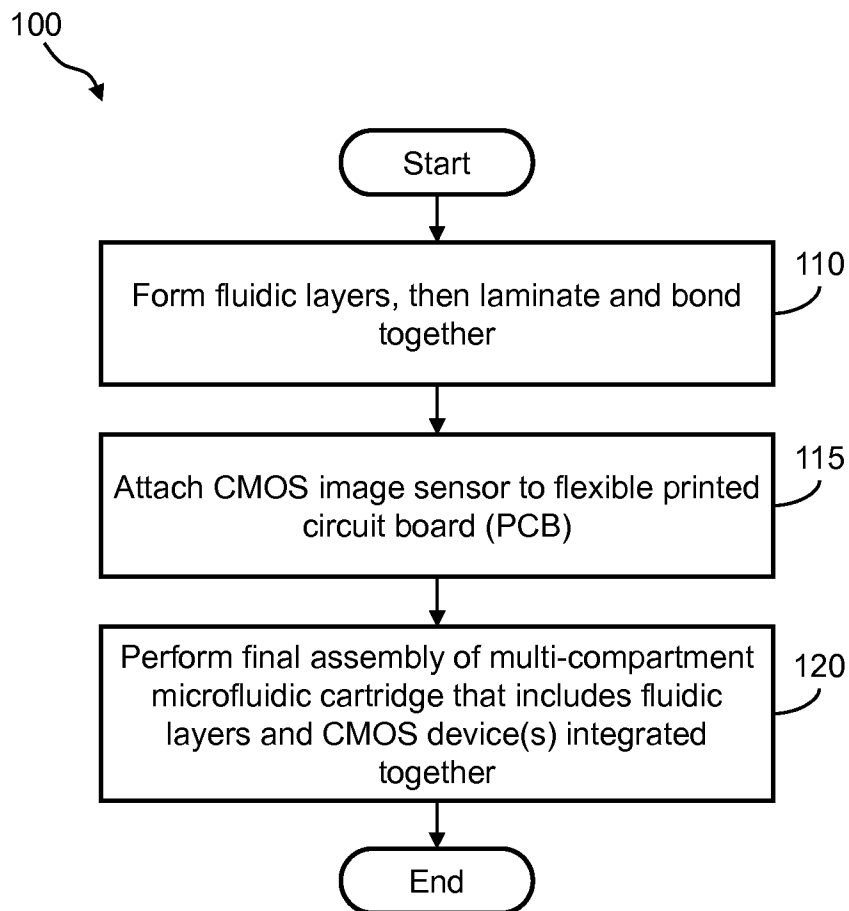 100
Start
110
Form fluidic layers, then laminate and bond
together
115
Attach CMOS image sensor to flexible printed
circuit board (PCB)
120
Perform final assembly of multi-compartment
microfluidic cartridge that includes fluidic
layers and CMOS device(s) integrated
together
End